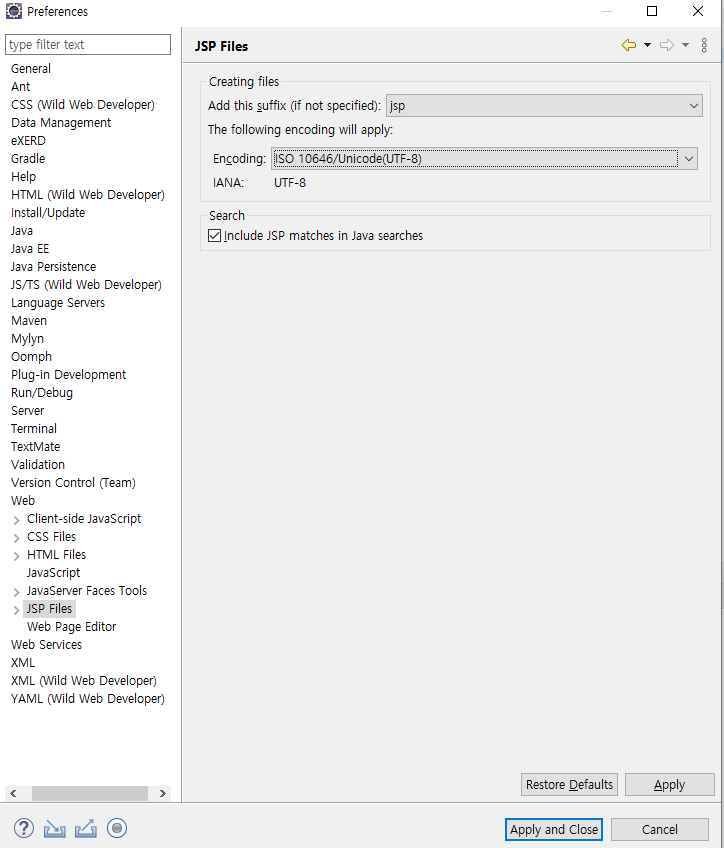 Preferences
type filter text
General
Ant
CSS (Wild Web Developer)
Data Management
eXERD
Gradle
Help
HTML (Wild Web Developer)
Install/Update
Java
Java EE
Java Persistence
JS/TS (Wild Web Developer)
Language Servers
Maven
Mylyn
Oomph
Plug-in Development
Run/Debug
Server
Terminal
TextMate
Validation
Version Control (Team)
Web
Client-side JavaScript
CSS Files
HTML Files
JavaScript
JavaServer Faces Tools
JSP Files
Web Page Editor
Web Services
XML
XML (Wild Web Developer)
YAML (Wild Web Developer)
JSP Files
Creating files
Add this suffix (if not specified): jsp
The following encoding will apply:
Encoding: ISO 10646/Unicode(UTF-8)
IANA: UTF-8
Search
Include JSP matches in Java searches
Restore Defaults Apply
Apply and Close Cancel